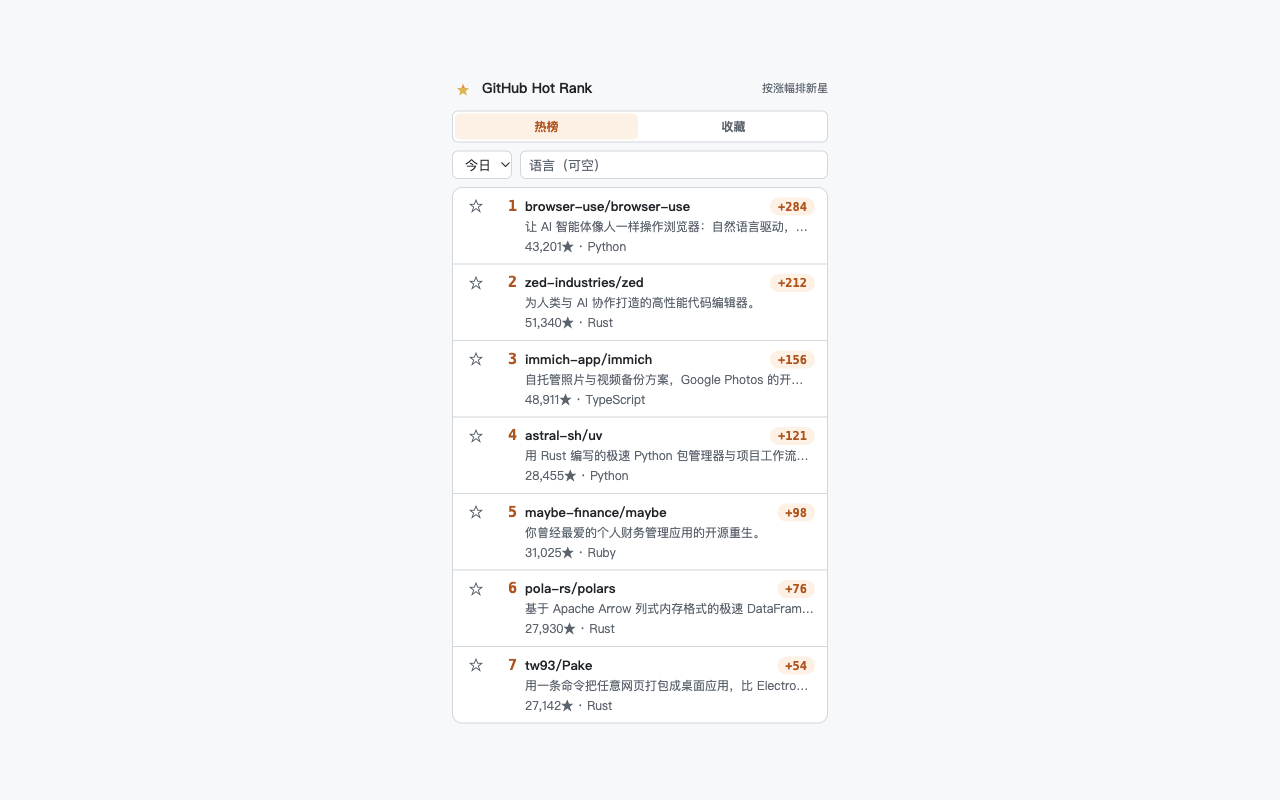 GitHub Hot Rank
按涨幅排新星
热榜
收藏
今日
语言（可空）
1 browser-use/browser-use +284
让 AI 智能体像人一样操作浏览器：自然语言驱动，…
43,201★ · Python
2 zed-industries/zed +212
为人类与 AI 协作打造的高性能代码编辑器。
51,340★ · Rust
3 immich-app/immich +156
自托管照片与视频备份方案，Google Photos 的开…
48,911★ · TypeScript
4 astral-sh/uv +121
用 Rust 编写的极速 Python 包管理器与项目工作流…
28,455★ · Python
5 maybe-finance/maybe +98
你曾经最爱的个人财务管理应用的开源重生。
31,025★ · Ruby
6 pola-rs/polars +76
基于 Apache Arrow 列式内存格式的极速 DataFram…
27,930★ · Rust
7 tw93/Pake +54
用一条命令把任意网页打包成桌面应用，比 Electro…
27,142★ · Rust